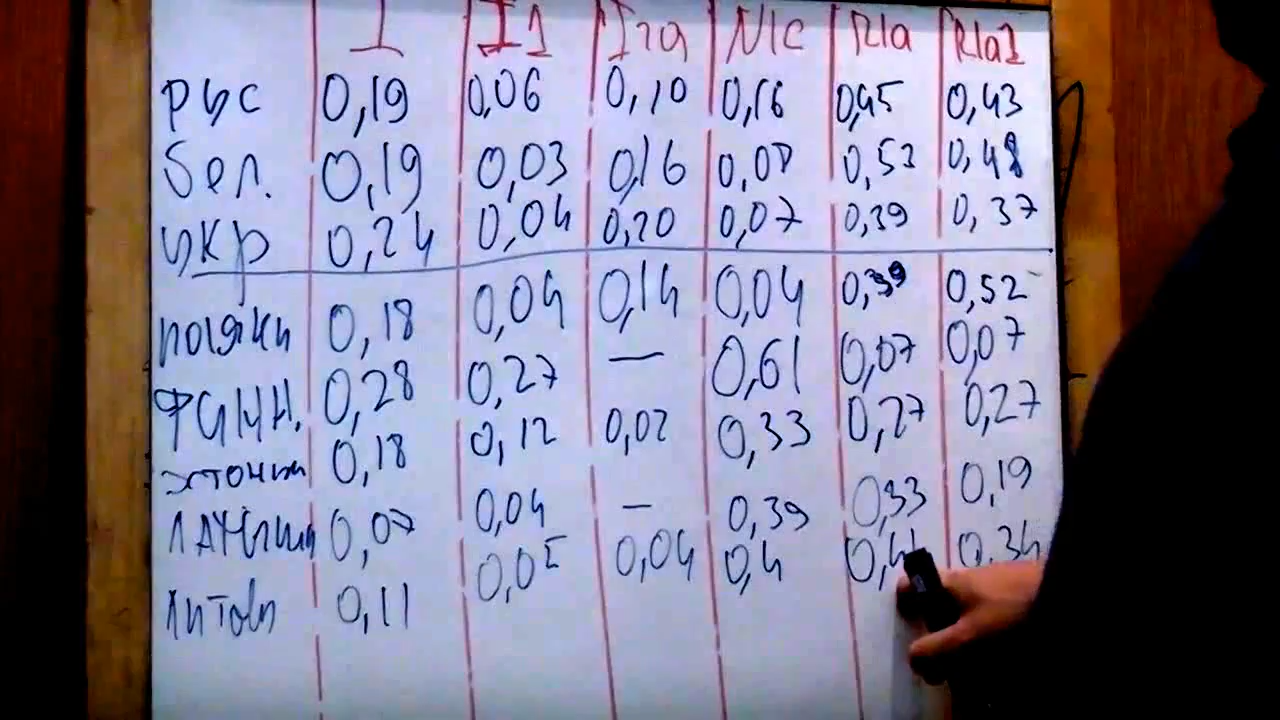 I I1 I2a N1c R1a R1a1
рус 0,19 0,06 0,10 0,16 0,45 0,43
бел. 0,19 0,03 0,16 0,08 0,52 0,48
укр 0,24 0,04 0,20 0,07 0,39 0,37
поляки 0,18 0,04 0,14 0,04 0,39 0,52
финн. 0,28 0,27 — 0,61 0,07 0,07
эстонцы 0,18 0,12 0,02 0,33 0,27 0,27
латыши 0,07 0,04 — 0,39 0,33 0,19
литов 0,11 0,05 0,04 0,4 0,34